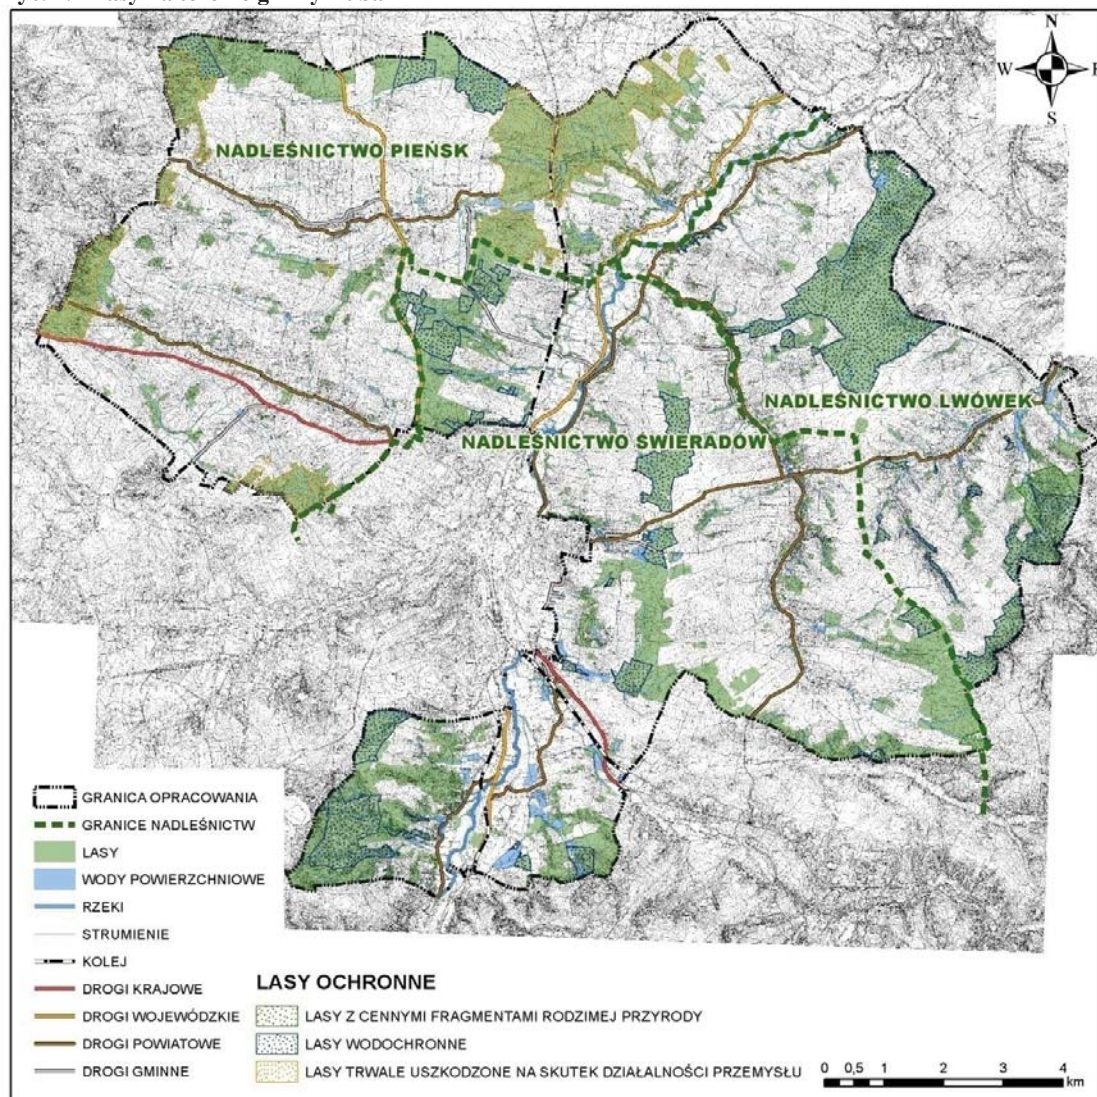 N
W
S
NADLEŚNICTWO PIEŃSK
NADLEŚNICTWO LWÓWEK
NADLEŚNICTWO ŚWIERADÓW
GRANICA OPRACOWANIA
GRANICE NADLEŚNICTW
LASY
WODY POWIERZCHNIOWE
RZEKI
STRUMIENIE
KOLEJ
DROGI KRAJOWE
DROGI WOJEWÓDZKIE
DROGI POWIATOWE
DROGI GMINNE
LASY OCHRONNE
LASY Z CENNYMI FRAGMENTAMI RODZIMEJ PRZYRODY
LASY WODOCHRONNE
LASY TRWALE USZKODZONE NA SKUTEK DZIAŁALNOŚCI PRZEMYSŁU
0 0,5 1 2 3 4
km